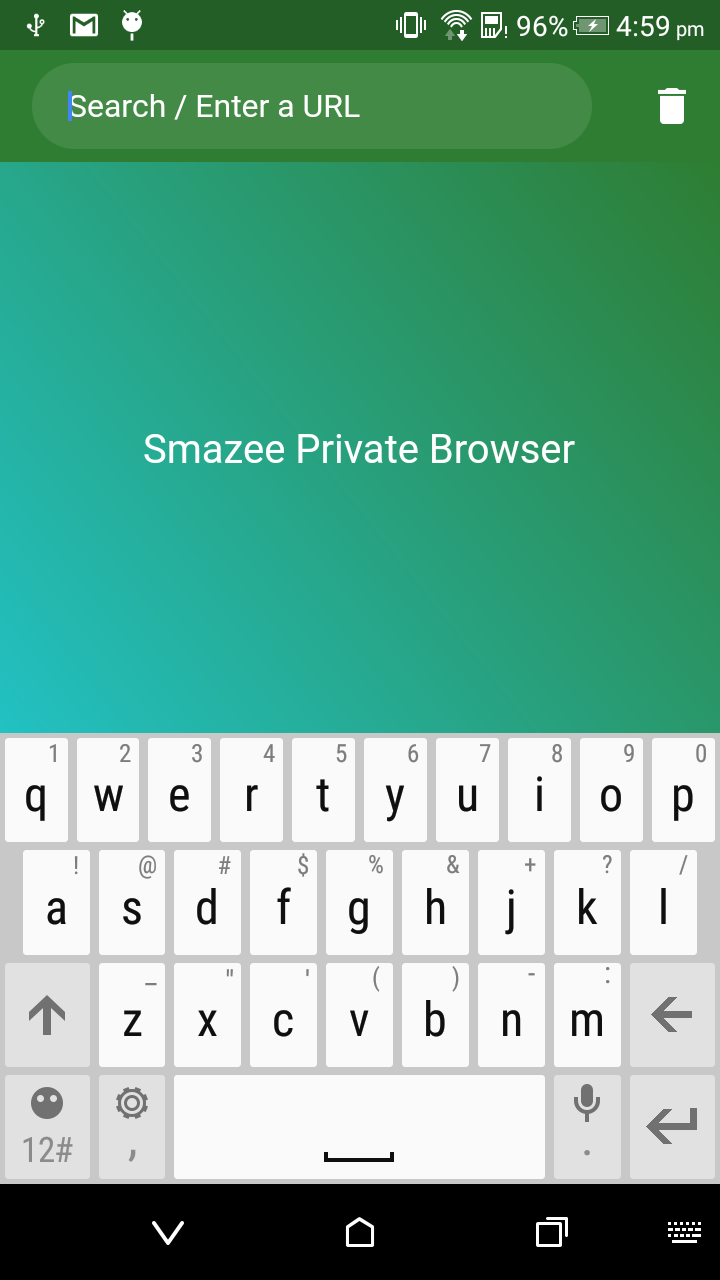 96% 4:59 pm
Search / Enter a URL
Smazee Private Browser
1 2 3 4 5 6 7 8 9 0
q w e r t y u i o p
! @ # $ % & + ? /
a s d f g h j k l
_ " ' ( ) - :
z x c v b n m
12# , .